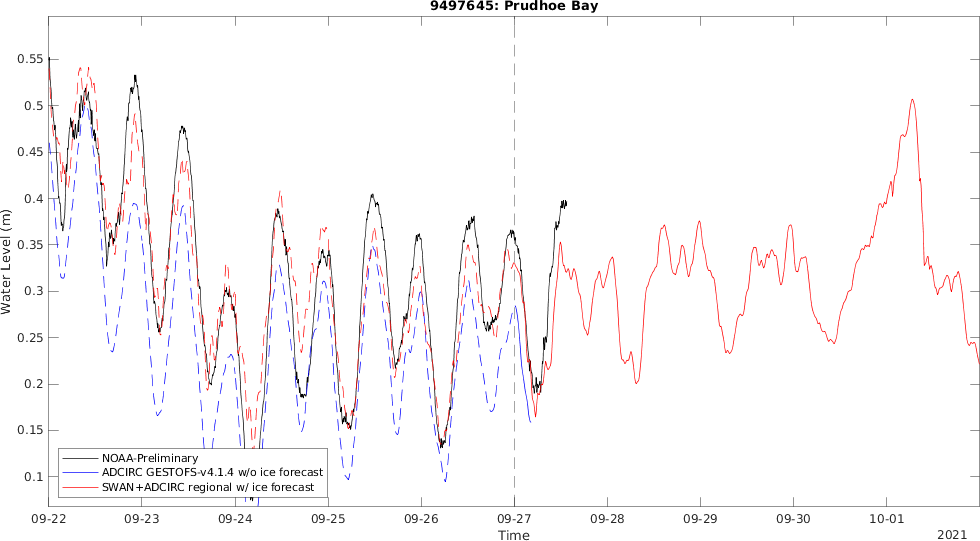 9497645: Prudhoe Bay
Water Level (m)
0.55
0.5
0.45
0.4
0.35
0.3
0.25
0.2
0.15
0.1
NOAA-Preliminary
ADCIRC GESTOFS-v4.1.4 w/o ice forecast
SWAN+ADCIRC regional w/ ice forecast
09-22 09-23 09-24 09-25 09-26 09-27 09-28 09-29 09-30 10-01
Time
2021